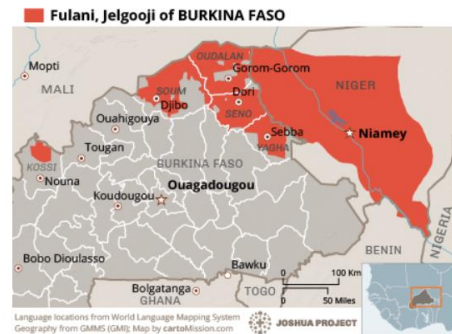 Fulani, Jelgooji of BURKINA FASO
Mopti
MALI
OUDALAN
Gorom-Gorom
NIGER
SOUM
Djibo
Dori
SENO
Ouahigouya
Sebba
YAGHA
Niamey
Tougan
KOSSI
BURKINA FASO
Nouna
Ouagadougou
Koudougou
NIGERIA
BENIN
Bobo Dioulasso
Bawku
100 KM
Bolgatanga
TOGO
50 Miles
GHANA
Language locations from World Language Mapping System
Geography from GMMS (GMI); Map by cartoMission.com
JOSHUA PROJECT